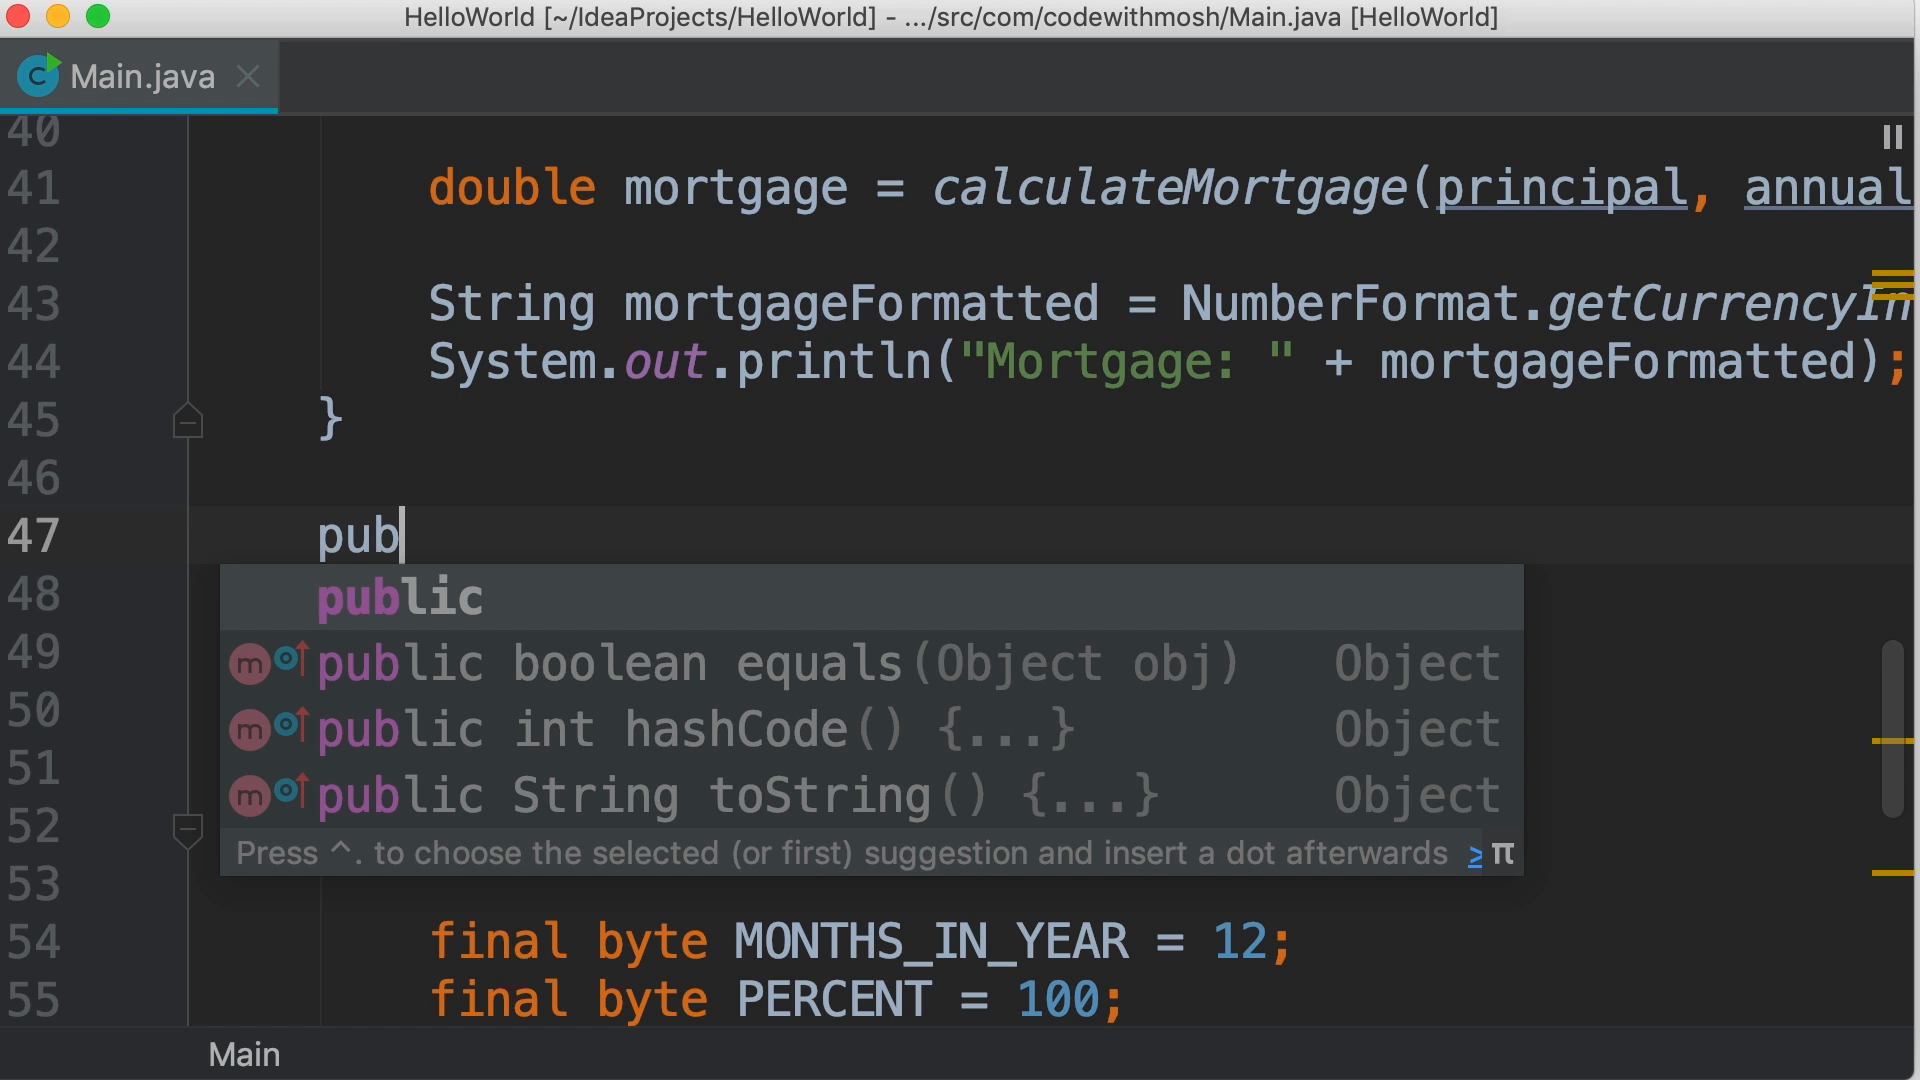 HelloWorld [~/IdeaProjects/HelloWorld] - .../src/com/codewithmosh/Main.java [HelloWorld]
C Main.java
40
41 double mortgage = calculateMortgage(principal, annual
42
43 String mortgageFormatted = NumberFormat.getCurrencyIn
44 System.out.println("Mortgage: " + mortgageFormatted);
45 }
46
47 pub
48 public
49 m public boolean equals(Object obj) Object
50 m public int hashCode() {...} Object
51 m public String toString() {...} Object
52 Press ^. to choose the selected (or first) suggestion and insert a dot afterwards ≥ π
53
54 final byte MONTHS_IN_YEAR = 12;
55 final byte PERCENT = 100;
Main